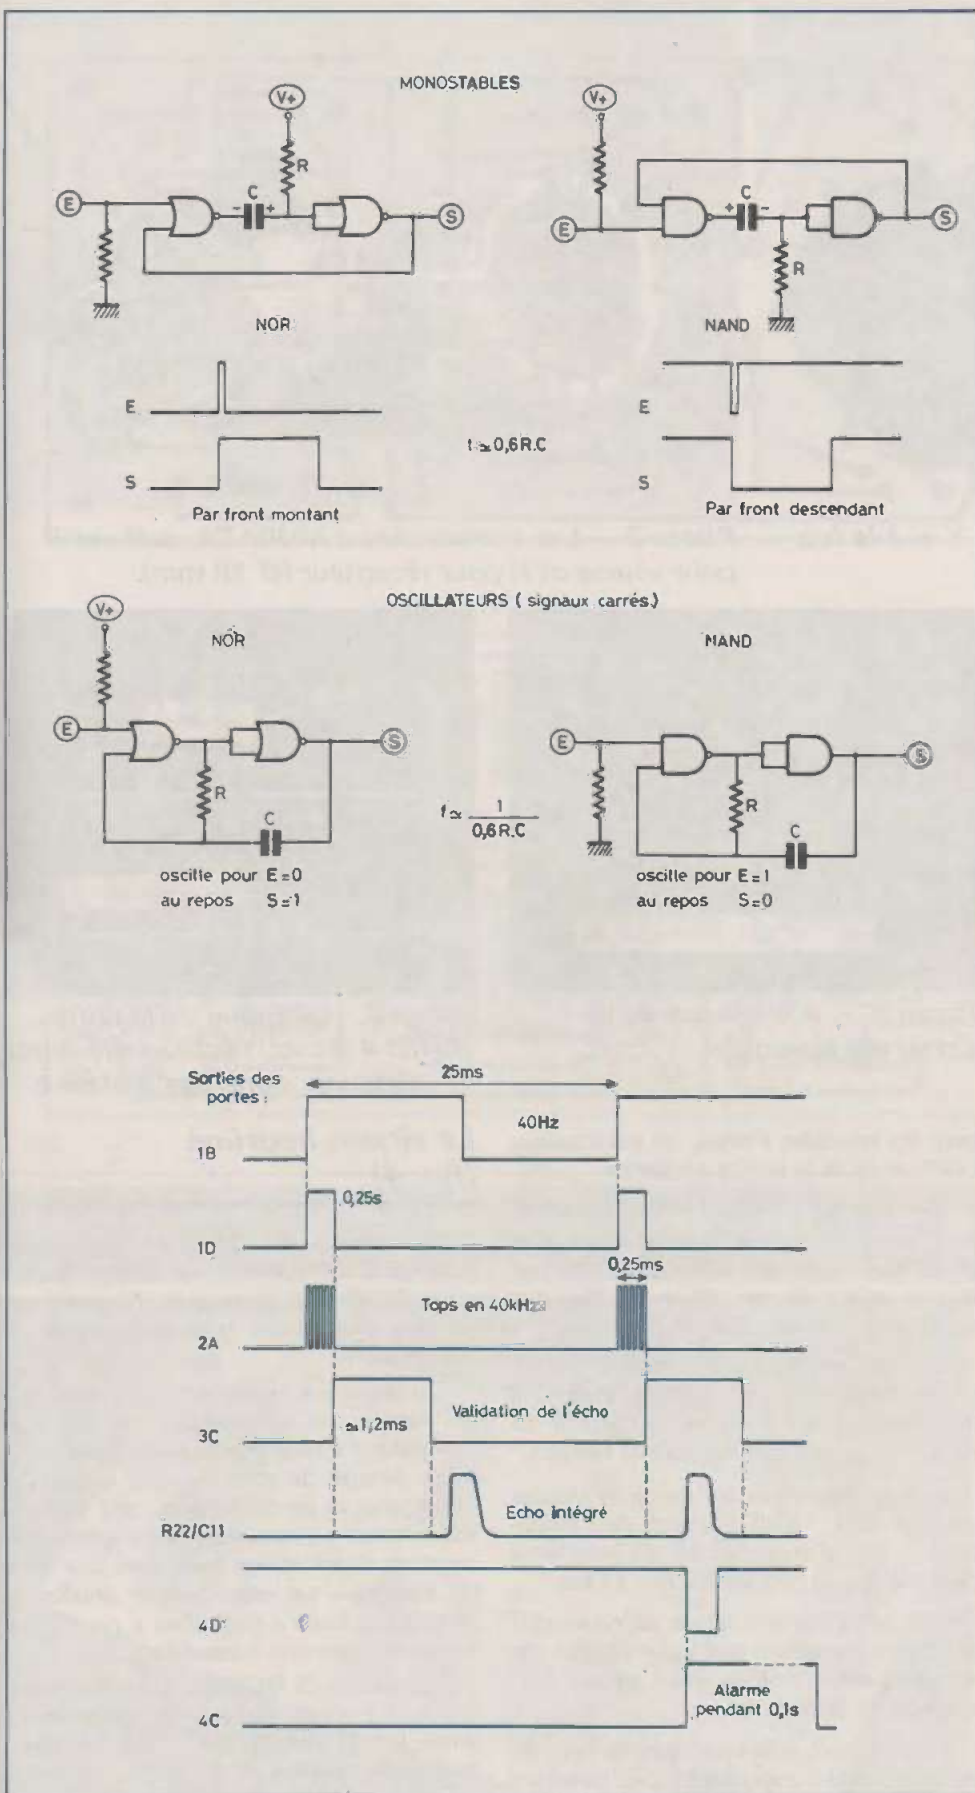 MONOSTABLES
V+
V+
R
C
E
- +
S
C
+ -
E
S
R
NOR
NAND
E
E
t ≃ 0,6 R.C
S
S
Par front montant
Par front descendant
OSCILLATEURS ( signaux carrés.)
V+
NOR
NAND
E
S
E
S
R
R
C
C
f ≃ 1
0,6 R.C
oscille pour E=0
au repos S=1
oscille pour E=1
au repos S=0
Sorties des
portes :
25ms
40Hz
1B
0,25s
1D
0,25ms
Tops en 40kHz
2A
≃1,2ms
Validation de l'écho
3C
Echo intégré
R22/C11
4D
4C
Alarme
pendant 0,1s